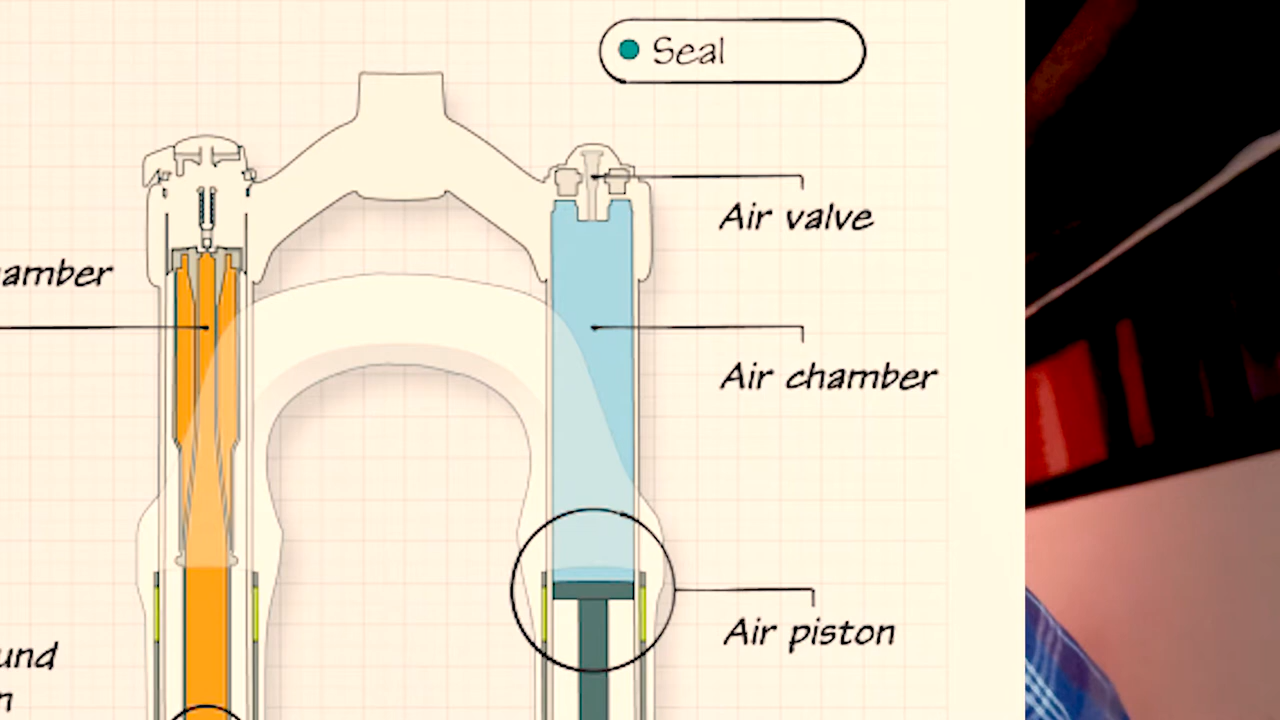 Seal
Air valve
amber
Air chamber
Air piston
und
n